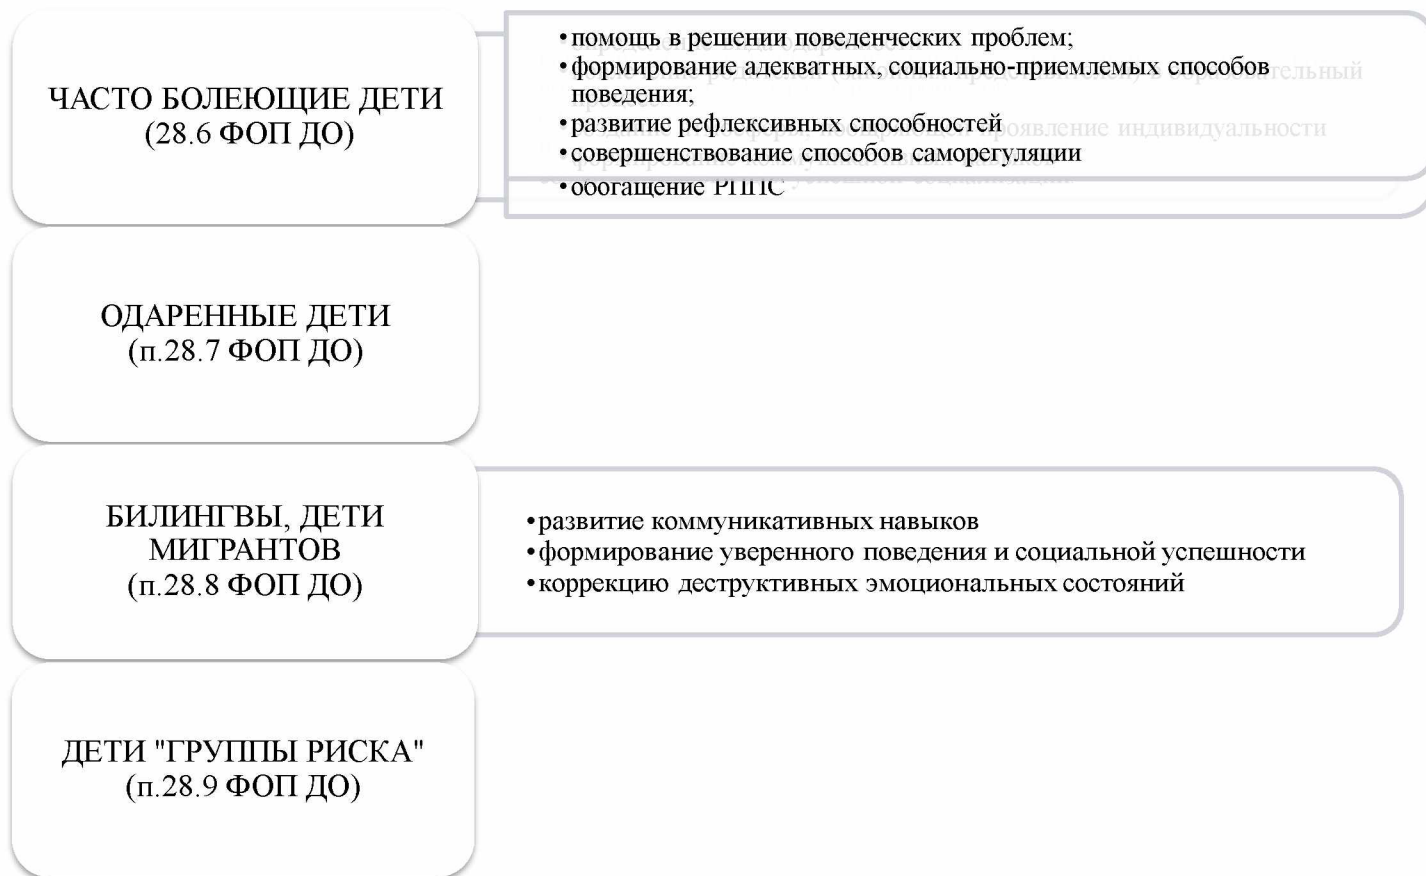 ЧАСТО БОЛЕЮЩИЕ ДЕТИ
(28.6 ФОП ДО)
•помощь в решении поведенческих проблем;
•формирование адекватных, социально-приемлемых способов
поведения;
•развитие рефлексивных способностей
•совершенствование способов саморегуляции
•обогащение РППС
ОДАРЕННЫЕ ДЕТИ
(п.28.7 ФОП ДО)
БИЛИНГВЫ, ДЕТИ
МИГРАНТОВ
(п.28.8 ФОП ДО)
•развитие коммуникативных навыков
•формирование уверенного поведения и социальной успешности
•коррекцию деструктивных эмоциональных состояний
ДЕТИ "ГРУППЫ РИСКА"
(п.28.9 ФОП ДО)